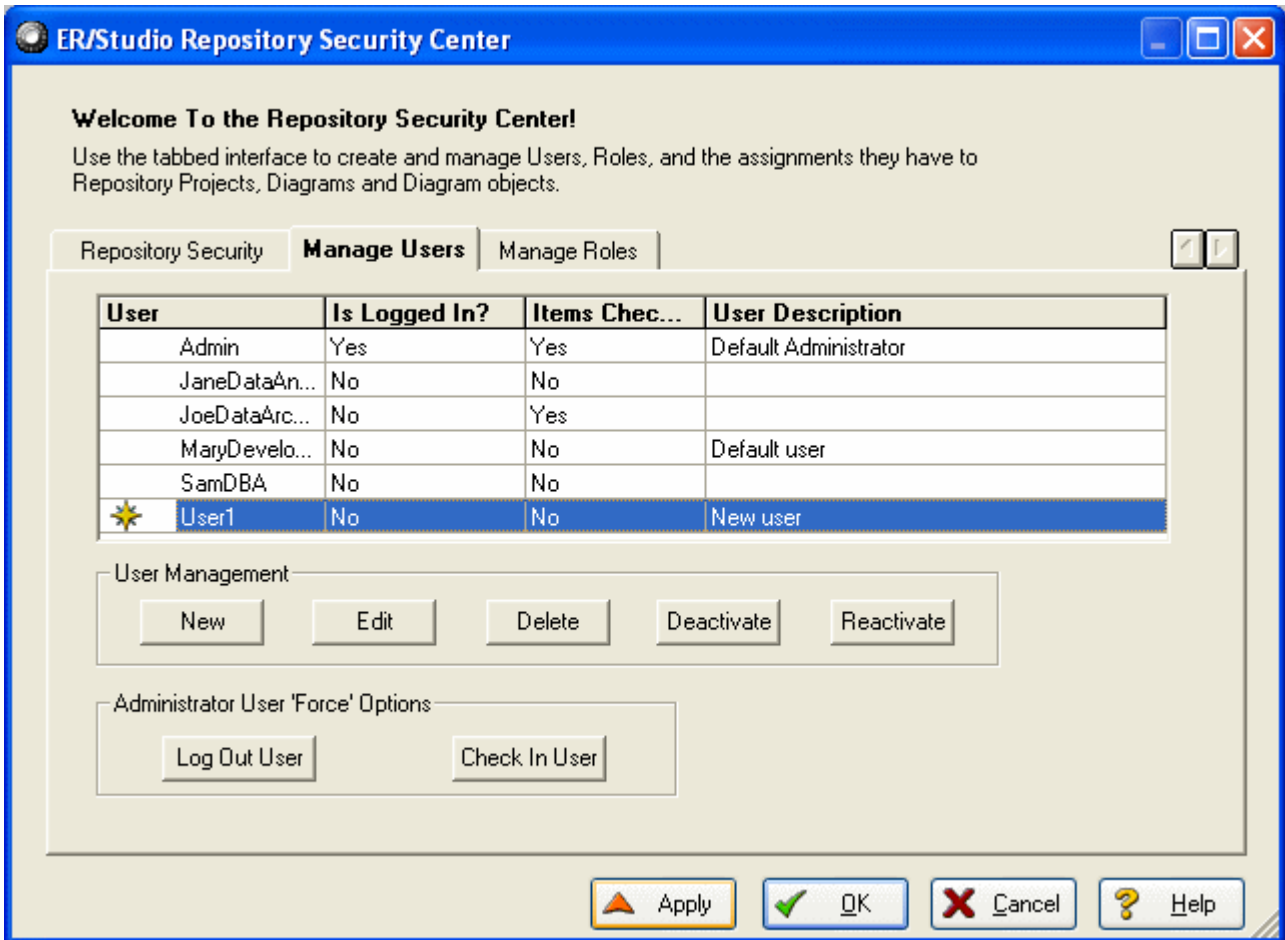 ER/Studio Repository Security Center
Welcome To the Repository Security Center!
Use the tabbed interface to create and manage Users, Roles, and the assignments they have to
Repository Projects, Diagrams and Diagram objects.
Repository Security Manage Users Manage Roles
User Is Logged In? Items Chec... User Description
Admin Yes Yes Default Administrator
JaneDataAn... No No
JoeDataArc... No Yes
MaryDevelo... No No Default user
SamDBA No No
User1 No No New user
User Management
New Edit Delete Deactivate Reactivate
Administrator User 'Force' Options
Log Out User Check In User
Apply OK Cancel Help